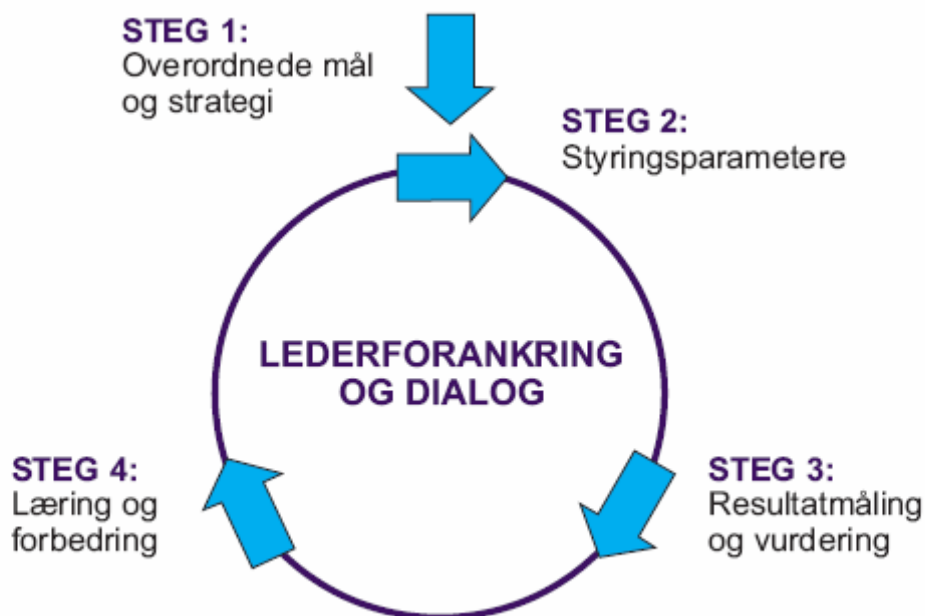 STEG 1:
Overordnede mål
og strategi
STEG 2:
Styringsparametere
LEDERFORANKRING
OG DIALOG
STEG 3:
Resultatmåling
og vurdering
STEG 4:
Læring og
forbedring